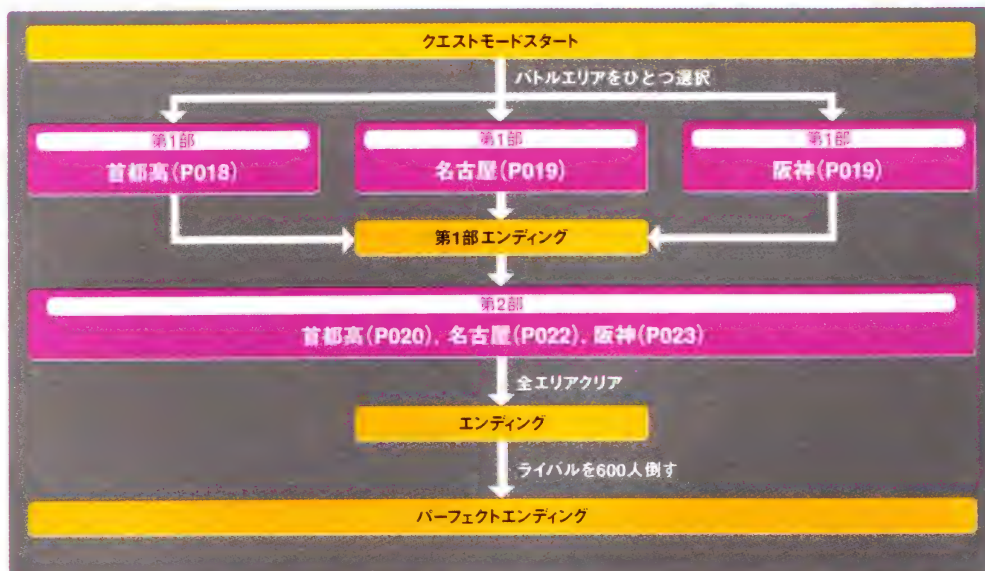 クエストモードスタート
バトルエリアをひとつ選択
第1部
首都高(P018)
第1部
名古屋(P019)
第1部
阪神(P019)
第1部エンディング
第2部
首都高(P020)、名古屋(P022)、阪神(P023)
全エリアクリア
エンディング
ライバルを600人倒す
パーフェクトエンディング